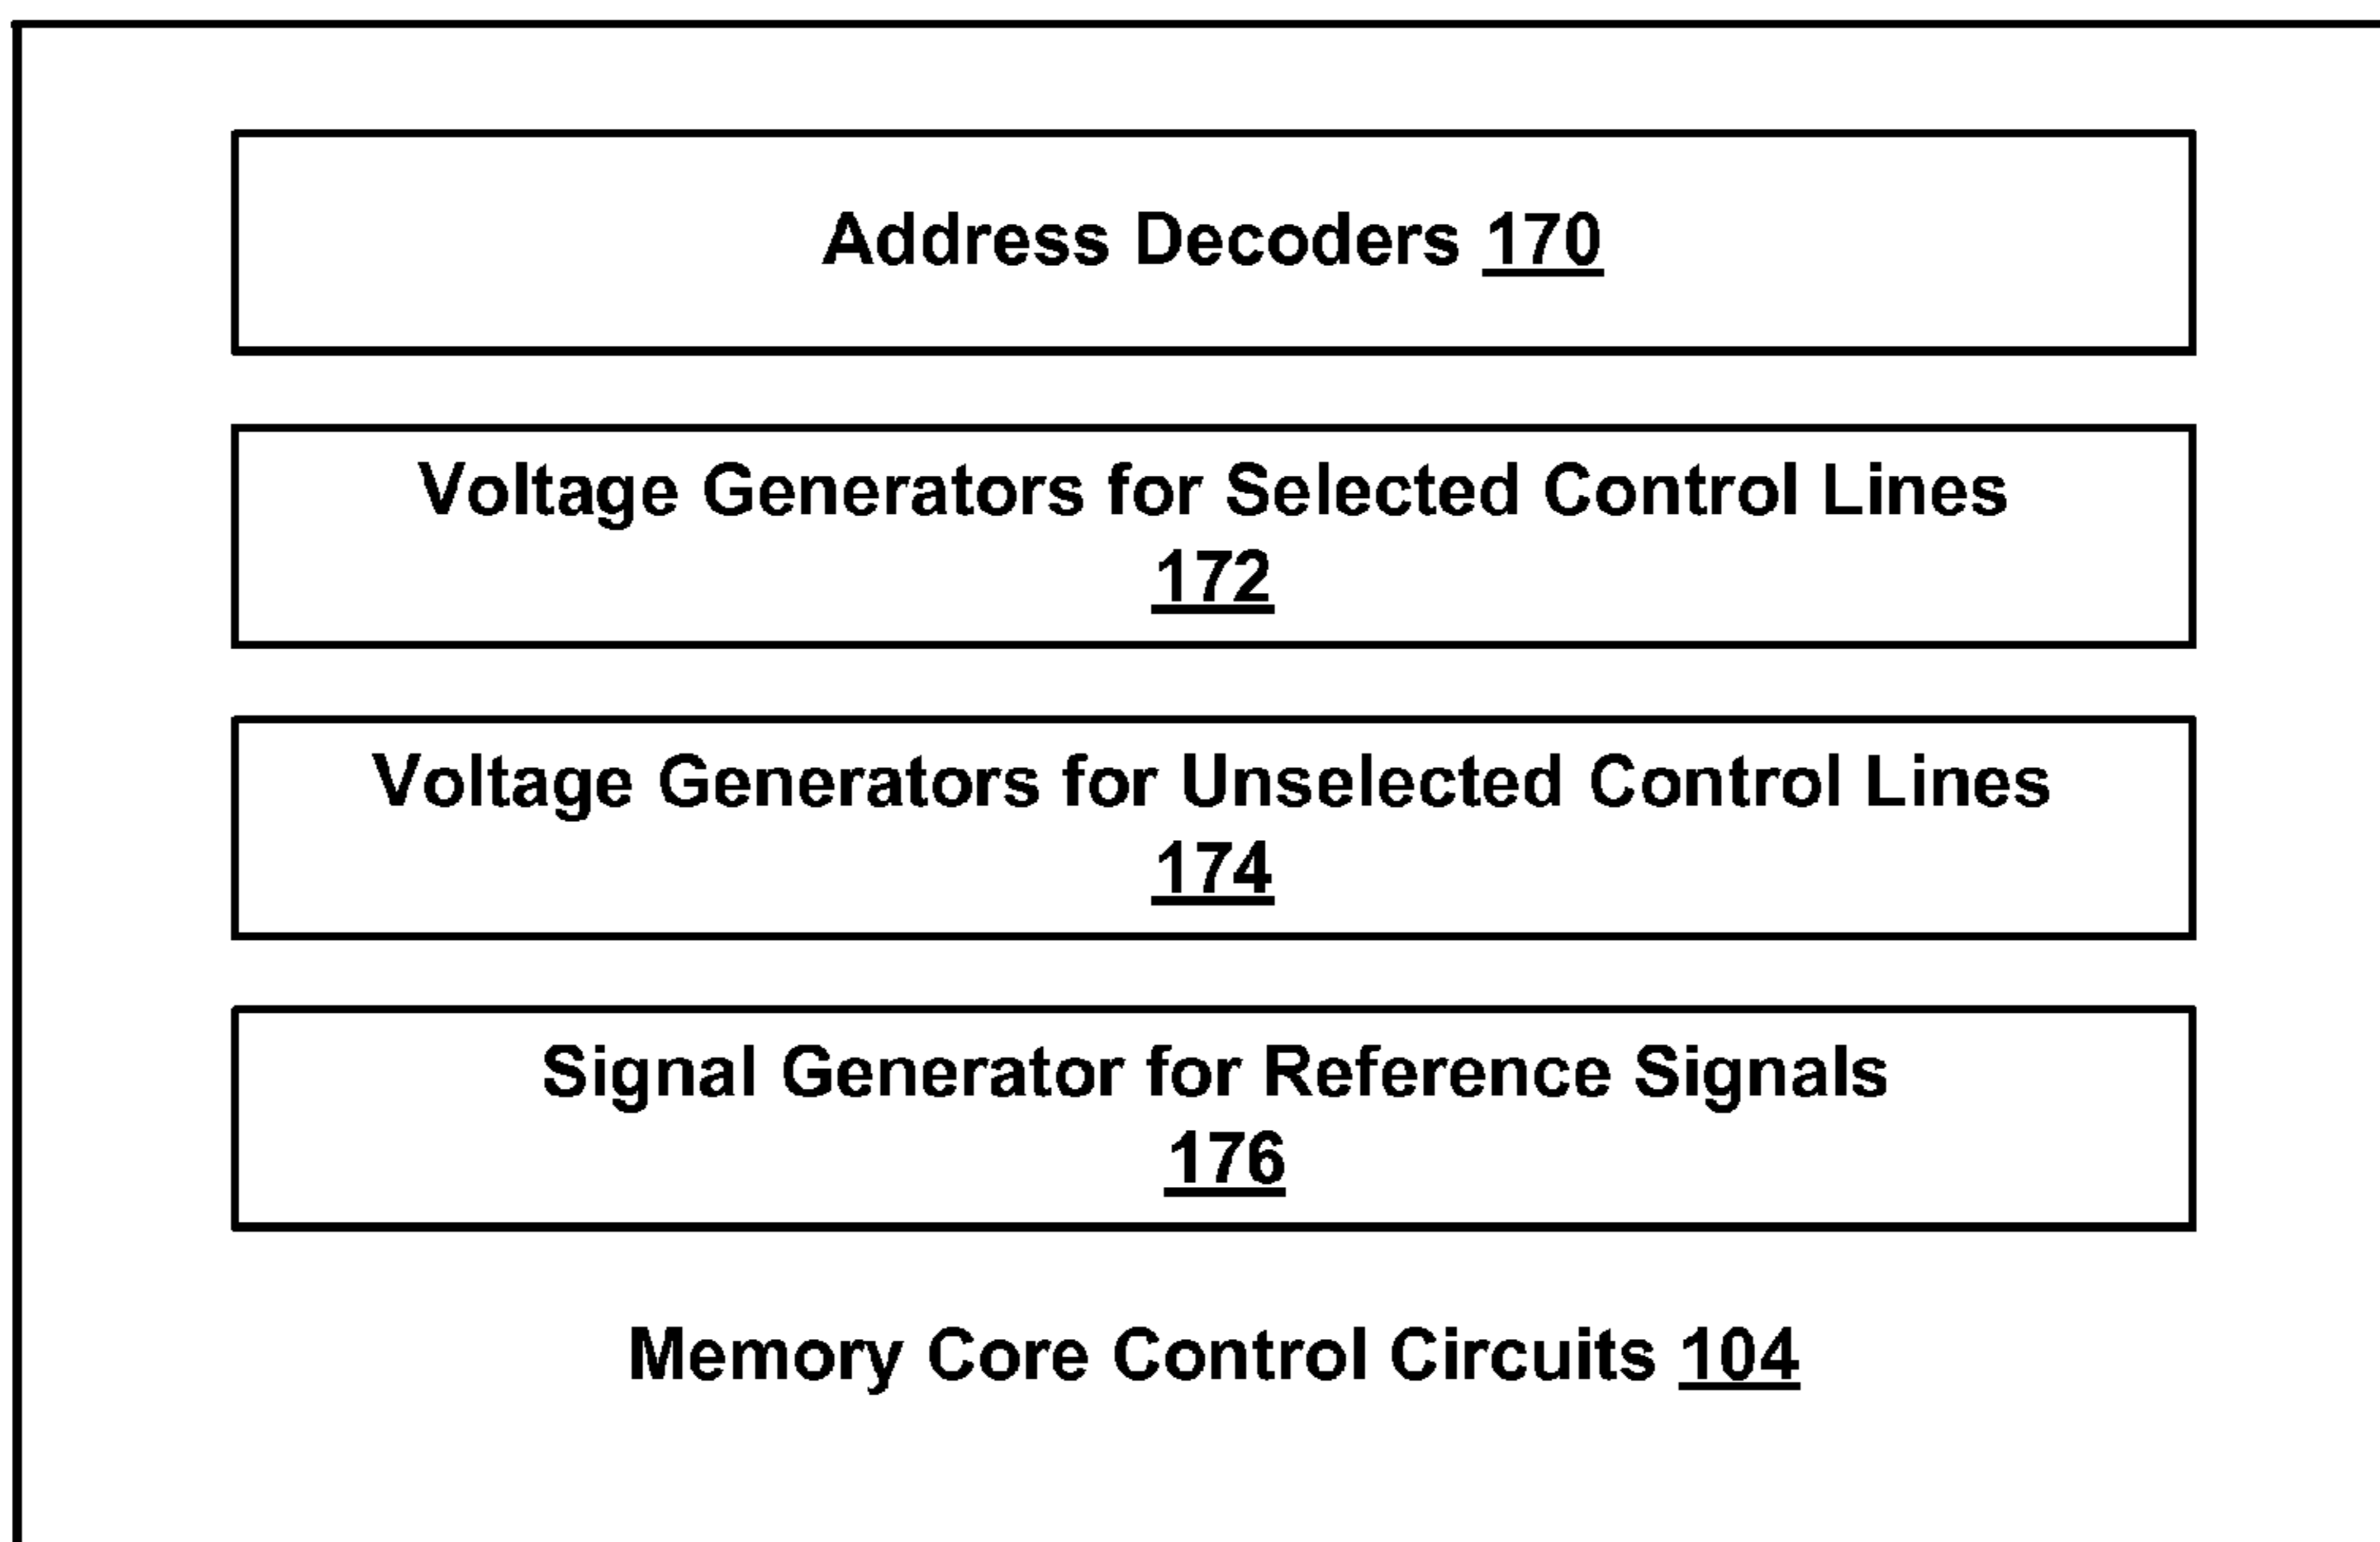 Address Decoders 170
Voltage Generators for Selected Control Lines
172
Voltage Generators for Unselected Control Lines
174
Signal Generator for Reference Signals
176
Memory Core Control Circuits 104